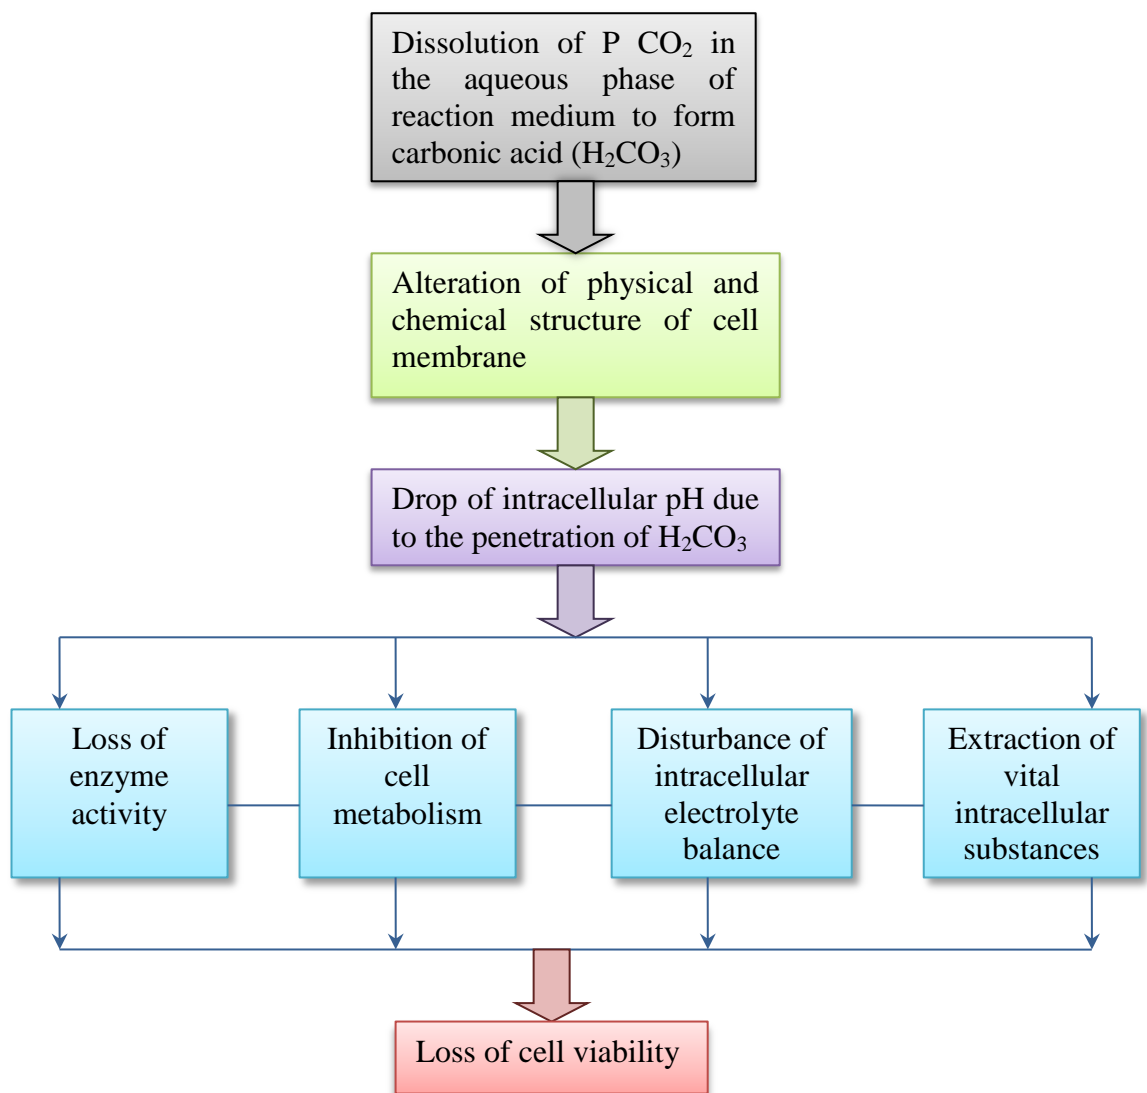 Dissolution of P CO₂ in
the aqueous phase of
reaction medium to form
carbonic acid (H₂CO₃)
Alteration of physical and
chemical structure of cell
membrane
Drop of intracellular pH due
to the penetration of H₂CO₃
Loss of
enzyme
activity
Inhibition of
cell
metabolism
Disturbance of
intracellular
electrolyte
balance
Extraction of
vital
intracellular
substances
Loss of cell viability